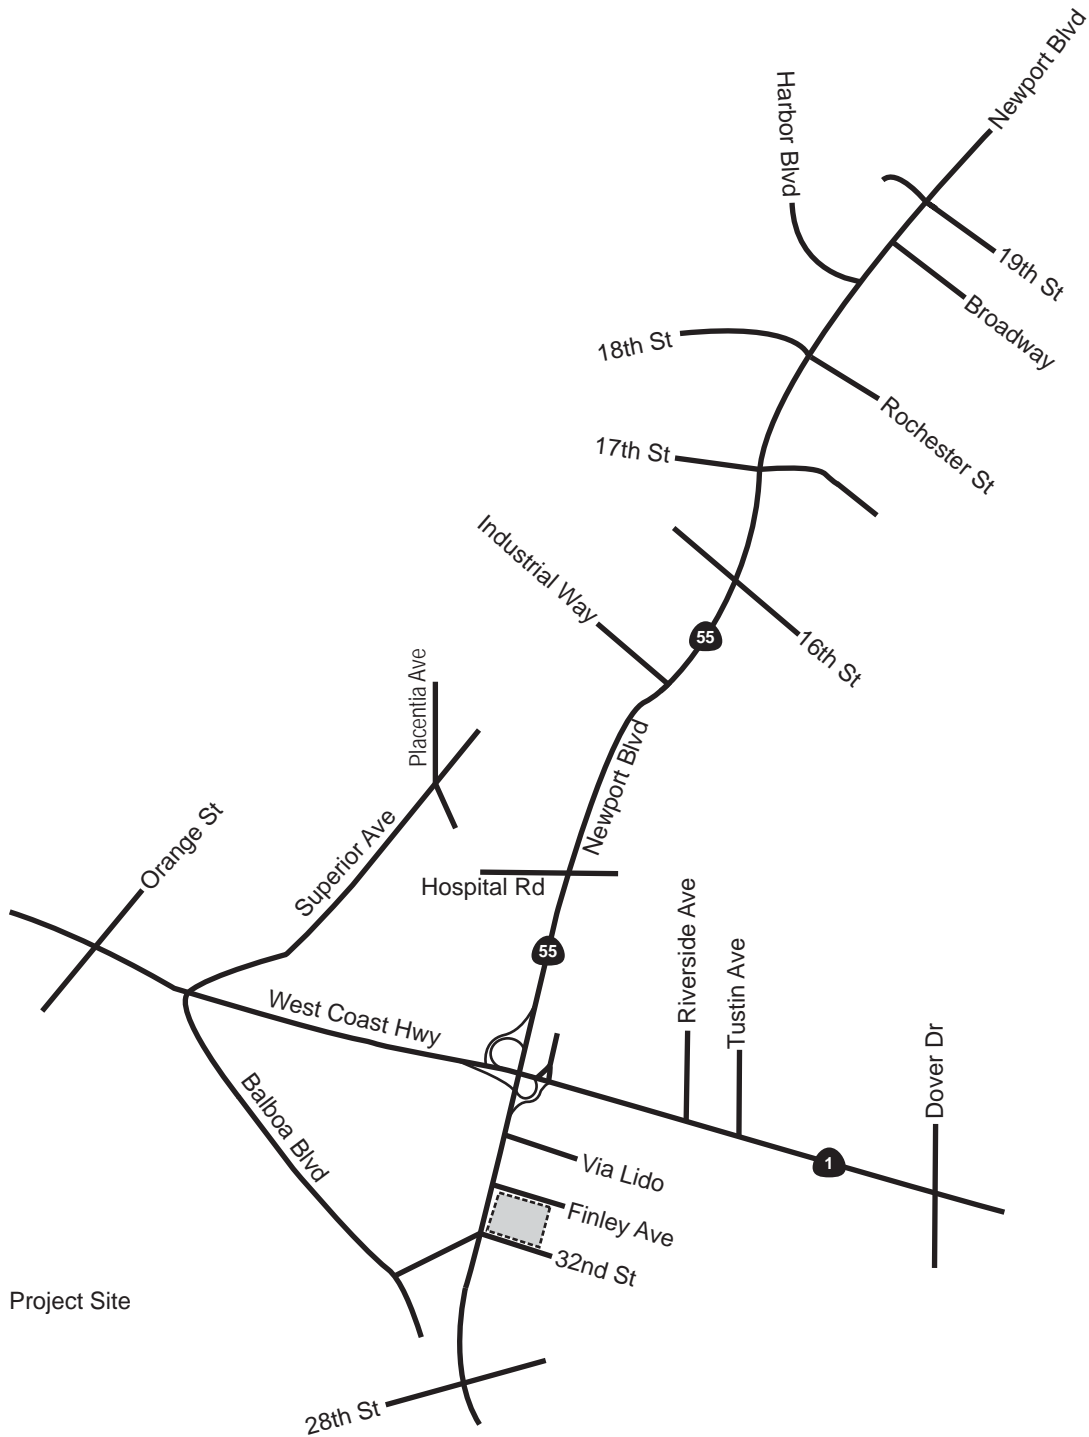 Newport Blvd
Harbor Blvd
19th St
Broadway
18th St
Rochester St
17th St
Industrial Way
55
16th St
Placentia Ave
Newport Blvd
Orange St
Superior Ave
Hospital Rd
Riverside Ave
55
Tustin Ave
West Coast Hwy
Dover Dr
Balboa Blvd
1
Via Lido
Finley Ave
32nd St
Project Site
28th St